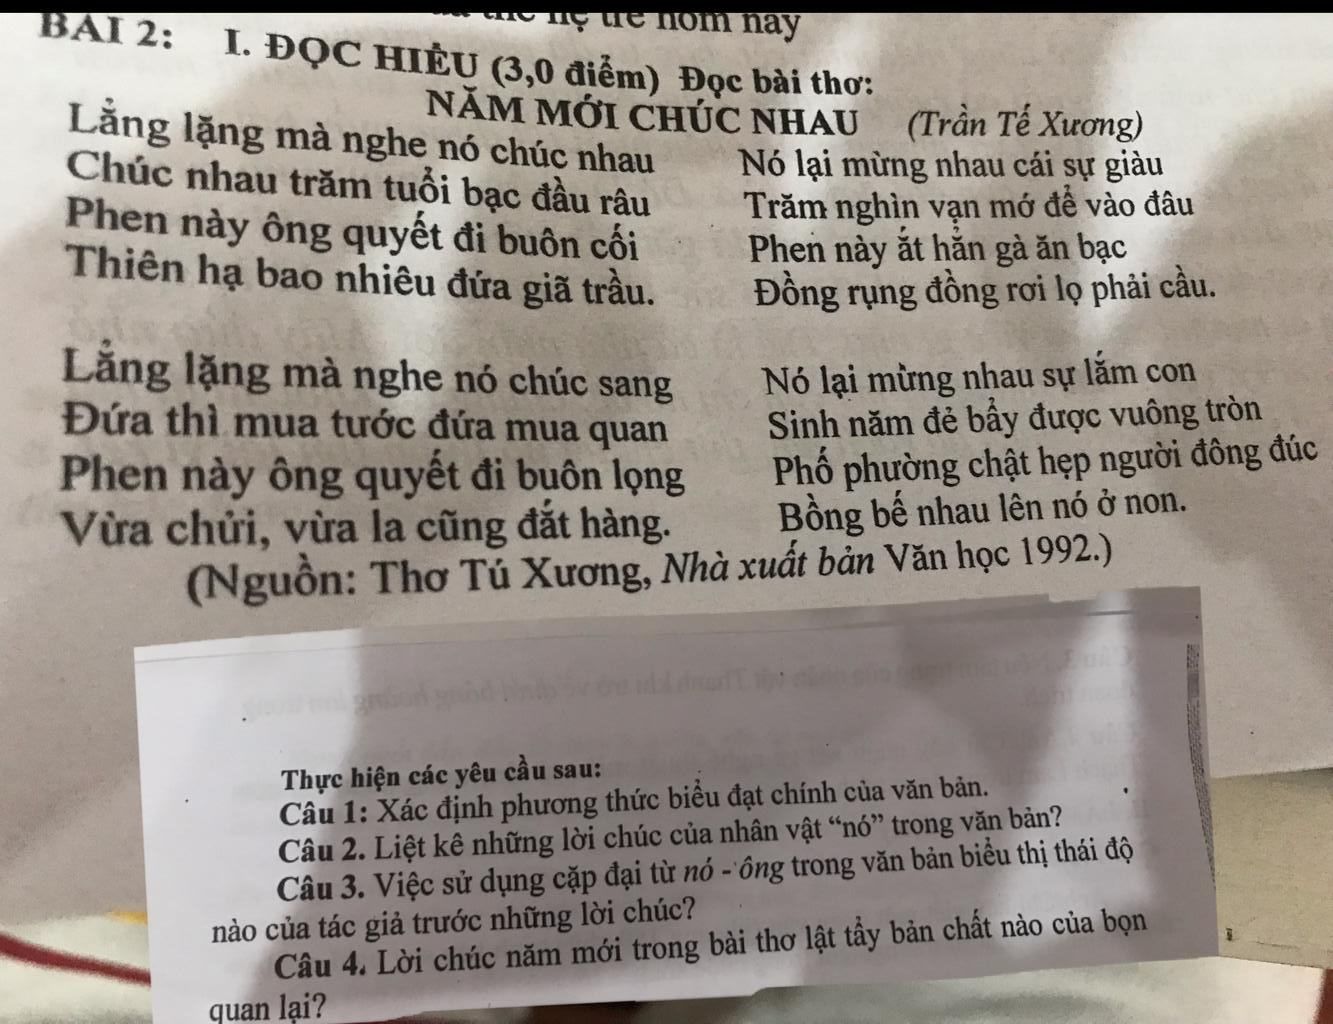 thế hệ trẻ hôm nay
BÀI 2: I. ĐỌC HIỂU (3,0 điểm) Đọc bài thơ:
NĂM MỚI CHÚC NHAU (Trần Tế Xương)
Lẳng lặng mà nghe nó chúc nhau
Chúc nhau trăm tuổi bạc đầu râu
Phen này ông quyết đi buôn cối
Thiên hạ bao nhiêu đứa giã trầu.
Nó lại mừng nhau cái sự giàu
Trăm nghìn vạn mớ để vào đâu
Phen này ắt hẳn gà ăn bạc
Đồng rụng đồng rơi lọ phải cầu.
Lẳng lặng mà nghe nó chúc sang
Đứa thì mua tước đứa mua quan
Phen này ông quyết đi buôn lọng
Vừa chửi, vừa la cũng đắt hàng.
Nó lại mừng nhau sự lắm con
Sinh năm đẻ bẩy được vuông tròn
Phố phường chật hẹp người đông đúc
Bồng bế nhau lên nó ở non.
(Nguồn: Thơ Tú Xương, Nhà xuất bản Văn học 1992.)
Thực hiện các yêu cầu sau:
Câu 1: Xác định phương thức biểu đạt chính của văn bản.
Câu 2. Liệt kê những lời chúc của nhân vật “nó” trong văn bản?
Câu 3. Việc sử dụng cặp đại từ nó - ông trong văn bản biểu thị thái độ
nào của tác giả trước những lời chúc?
Câu 4. Lời chúc năm mới trong bài thơ lật tẩy bản chất nào của bọn
quan lại?